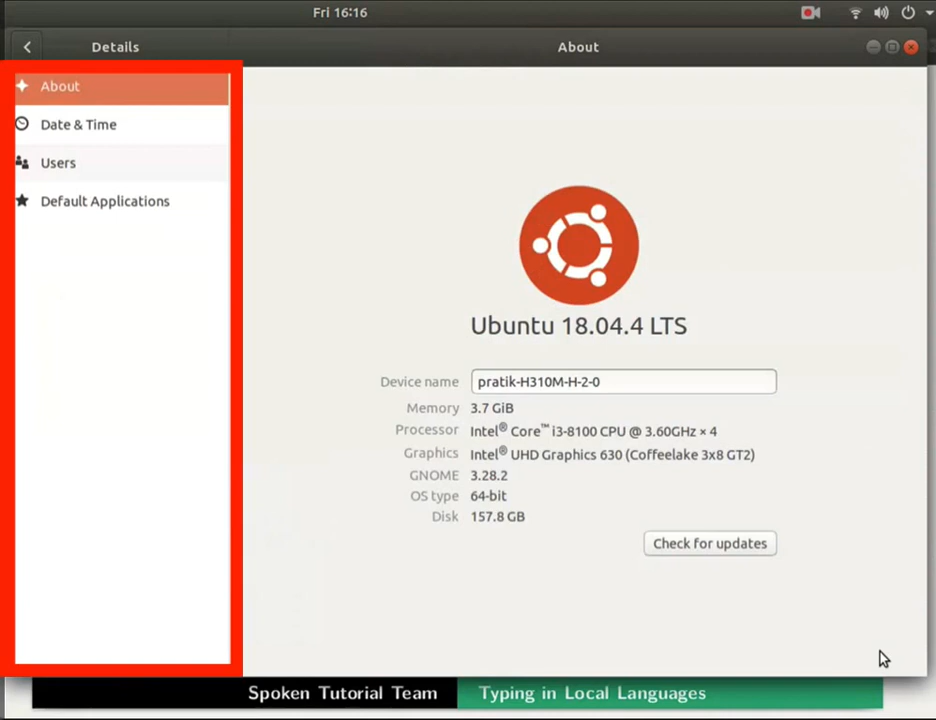 Fri 16:16
Details
About
About
Date & Time
Users
Default Applications
Ubuntu 18.04.4 LTS
Device name pratik-H310M-H-2-0
Memory 3.7 GiB
Processor Intel® Core™ i3-8100 CPU @ 3.60GHz × 4
Graphics Intel® UHD Graphics 630 (Coffeelake 3x8 GT2)
GNOME 3.28.2
OS type 64-bit
Disk 157.8 GB
Check for updates
Spoken Tutorial Team Typing in Local Languages